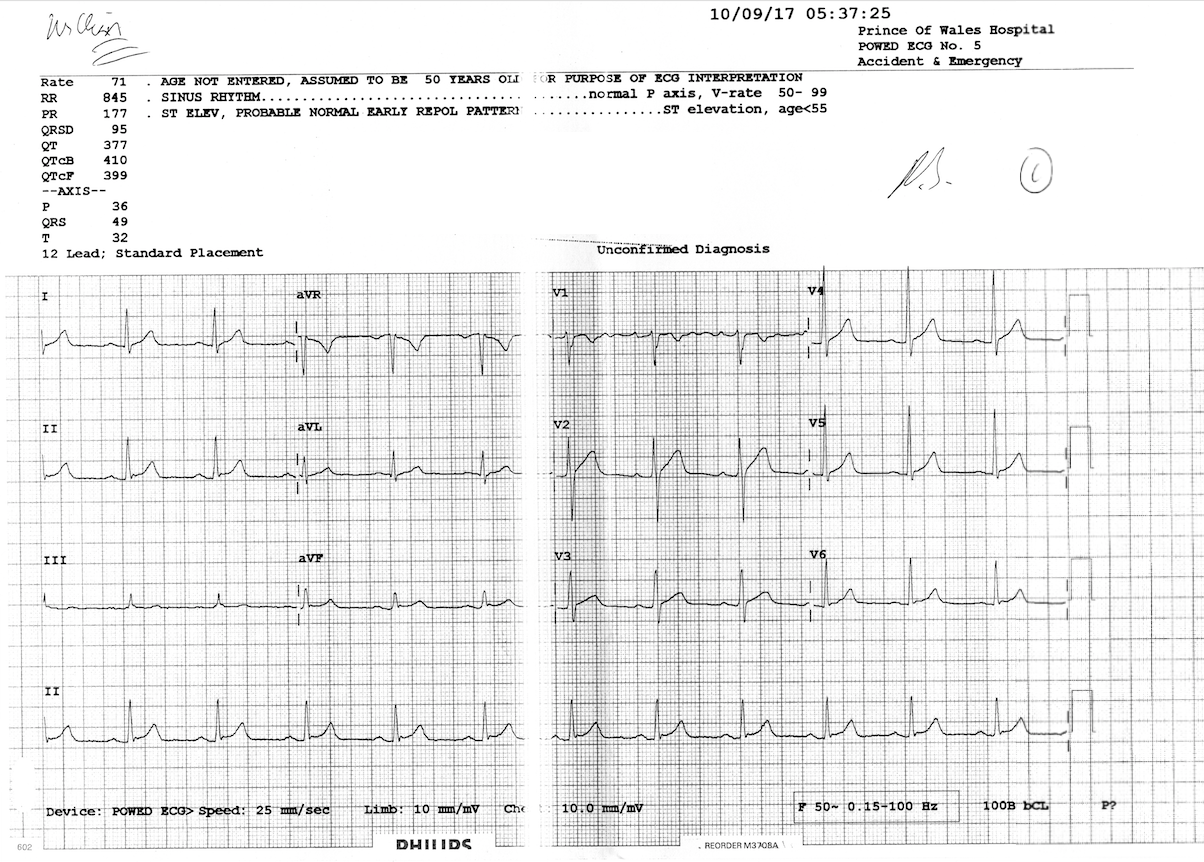 10/09/17 05:37:25
Prince Of Wales Hospital
POWED ECG No. 5
Accident & Emergency
Rate 71 . AGE NOT ENTERED, ASSUMED TO BE 50 YEARS OLD FOR PURPOSE OF ECG INTERPRETATION
RR 845 . SINUS RHYTHM..........................................normal P axis, V-rate 50- 99
PR 177 . ST ELEV, PROBABLE NORMAL EARLY REPOL PATTERN ................ST elevation, age<55
QRSD 95
QT 377
QTcB 410
QTcF 399
--AXIS--
P 36
QRS 49
T 32
12 Lead; Standard Placement
Unconfirmed Diagnosis
I aVR V1 V4
II aVL V2 V5
III aVF V3 V6
II
Device: POWED ECG> Speed: 25 mm/sec Limb: 10 mm/mV 10.0 mm/mV F 50~ 0.15-100 Hz 100B bCL P?
602 PHILIPS REORDER M3708A